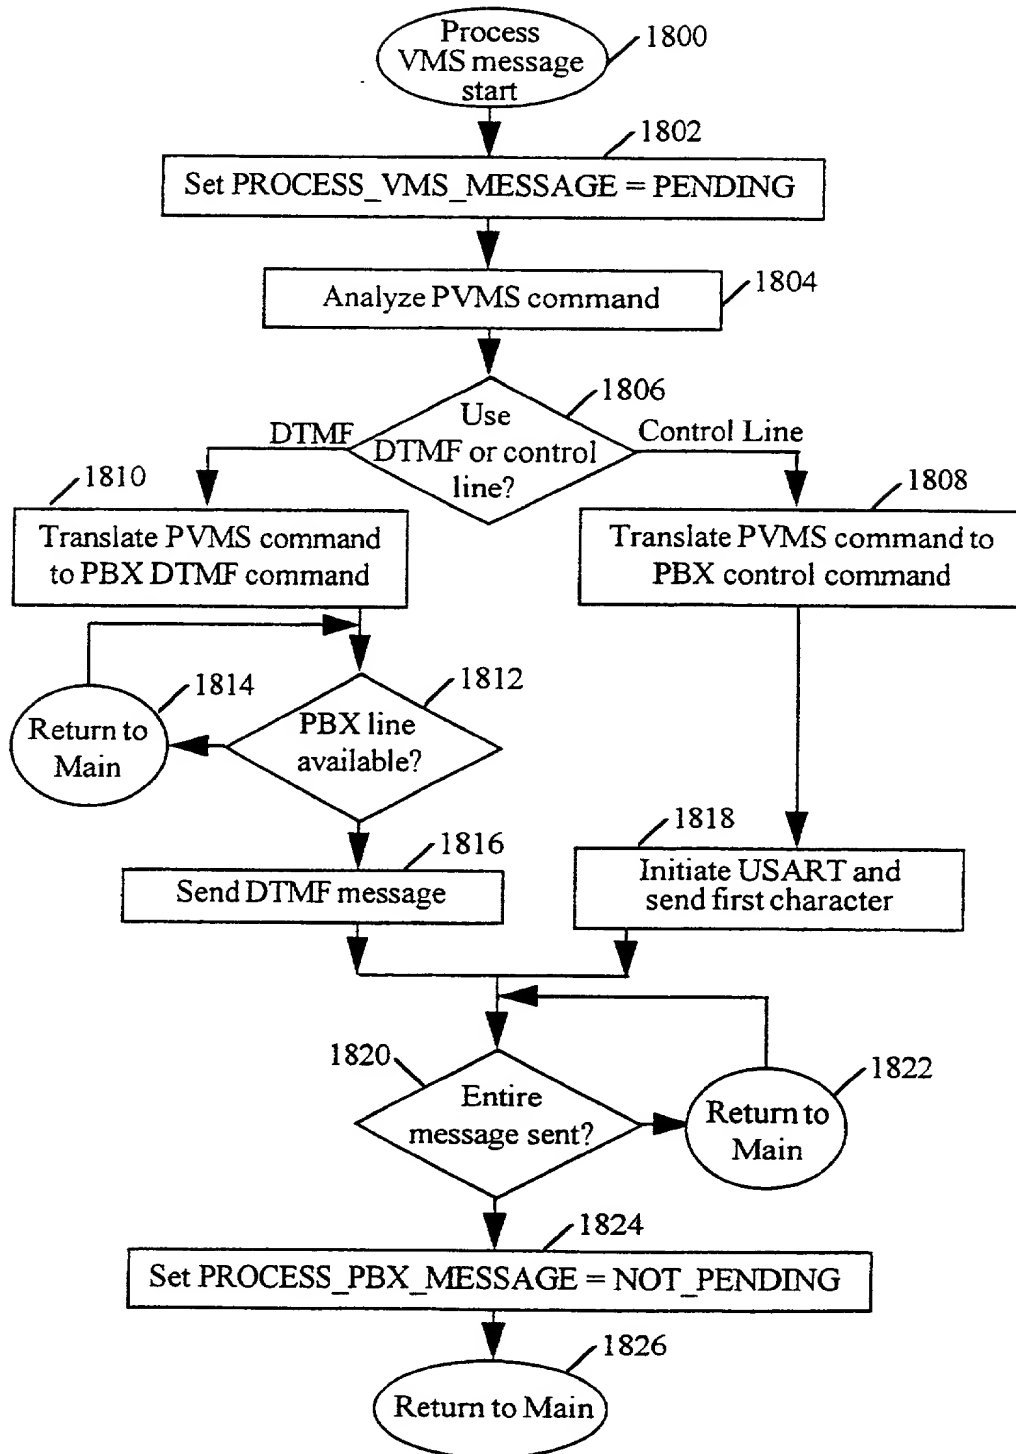 Process
VMS message
start
1800
1802
Set PROCESS_VMS_MESSAGE = PENDING
Analyze PVMS command
1804
1806
Use
DTMF or control
line?
DTMF
Control Line
1810
Translate PVMS command
to PBX DTMF command
1808
Translate PVMS command to
PBX control command
1814
Return to
Main
1812
PBX line
available?
1816
Send DTMF message
1818
Initiate USART and
send first character
1820
Entire
message sent?
1822
Return to
Main
1824
Set PROCESS_PBX_MESSAGE = NOT_PENDING
1826
Return to Main